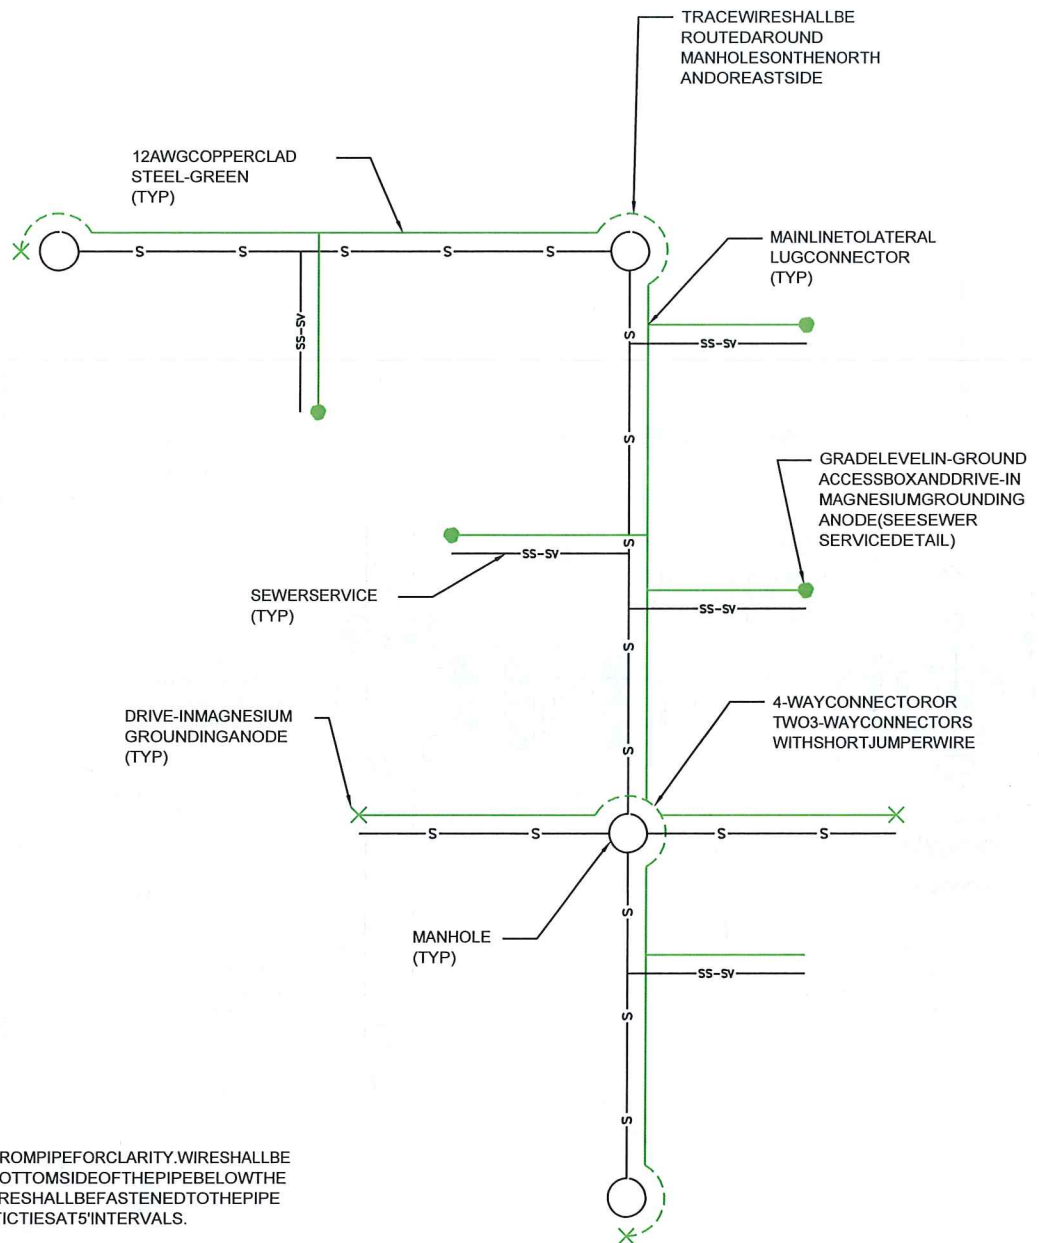 TRACEWIRESHALLBE
ROUTEDAROUND
MANHOLESONTHENORTH
ANDOREASTSIDE
12AWGCOPPERCLAD
STEEL-GREEN
(TYP)
S S S S S
MAINLINETOLATERAL
LUGCONNECTOR
(TYP)
SS-SV
S
SS-SV
S
GRADELEVELIN-GROUND
ACCESSBOXANDDRIVE-IN
MAGNESIUMGROUNDING
ANODE(SEESEWER
SERVICEDETAIL)
S
SS-SV
SEWERSERVICE
(TYP)
SS-SV
S
DRIVE-INMAGNESIUM
GROUNDINGANODE
(TYP)
4-WAYCONNECTOROR
TWO3-WAYCONNECTORS
WITHSHORTJUMPERWIRE
S
S S S S
S
MANHOLE
(TYP)
SS-SV
S
S
ROMPIPEFORCLARITY.WIRESHALLBE
OTTOMSIDEOFTHEPIPEBELOWTHE
RESHALLBEFASTENEDTOTHEPIPE
TICTIESAT5'INTERVALS.